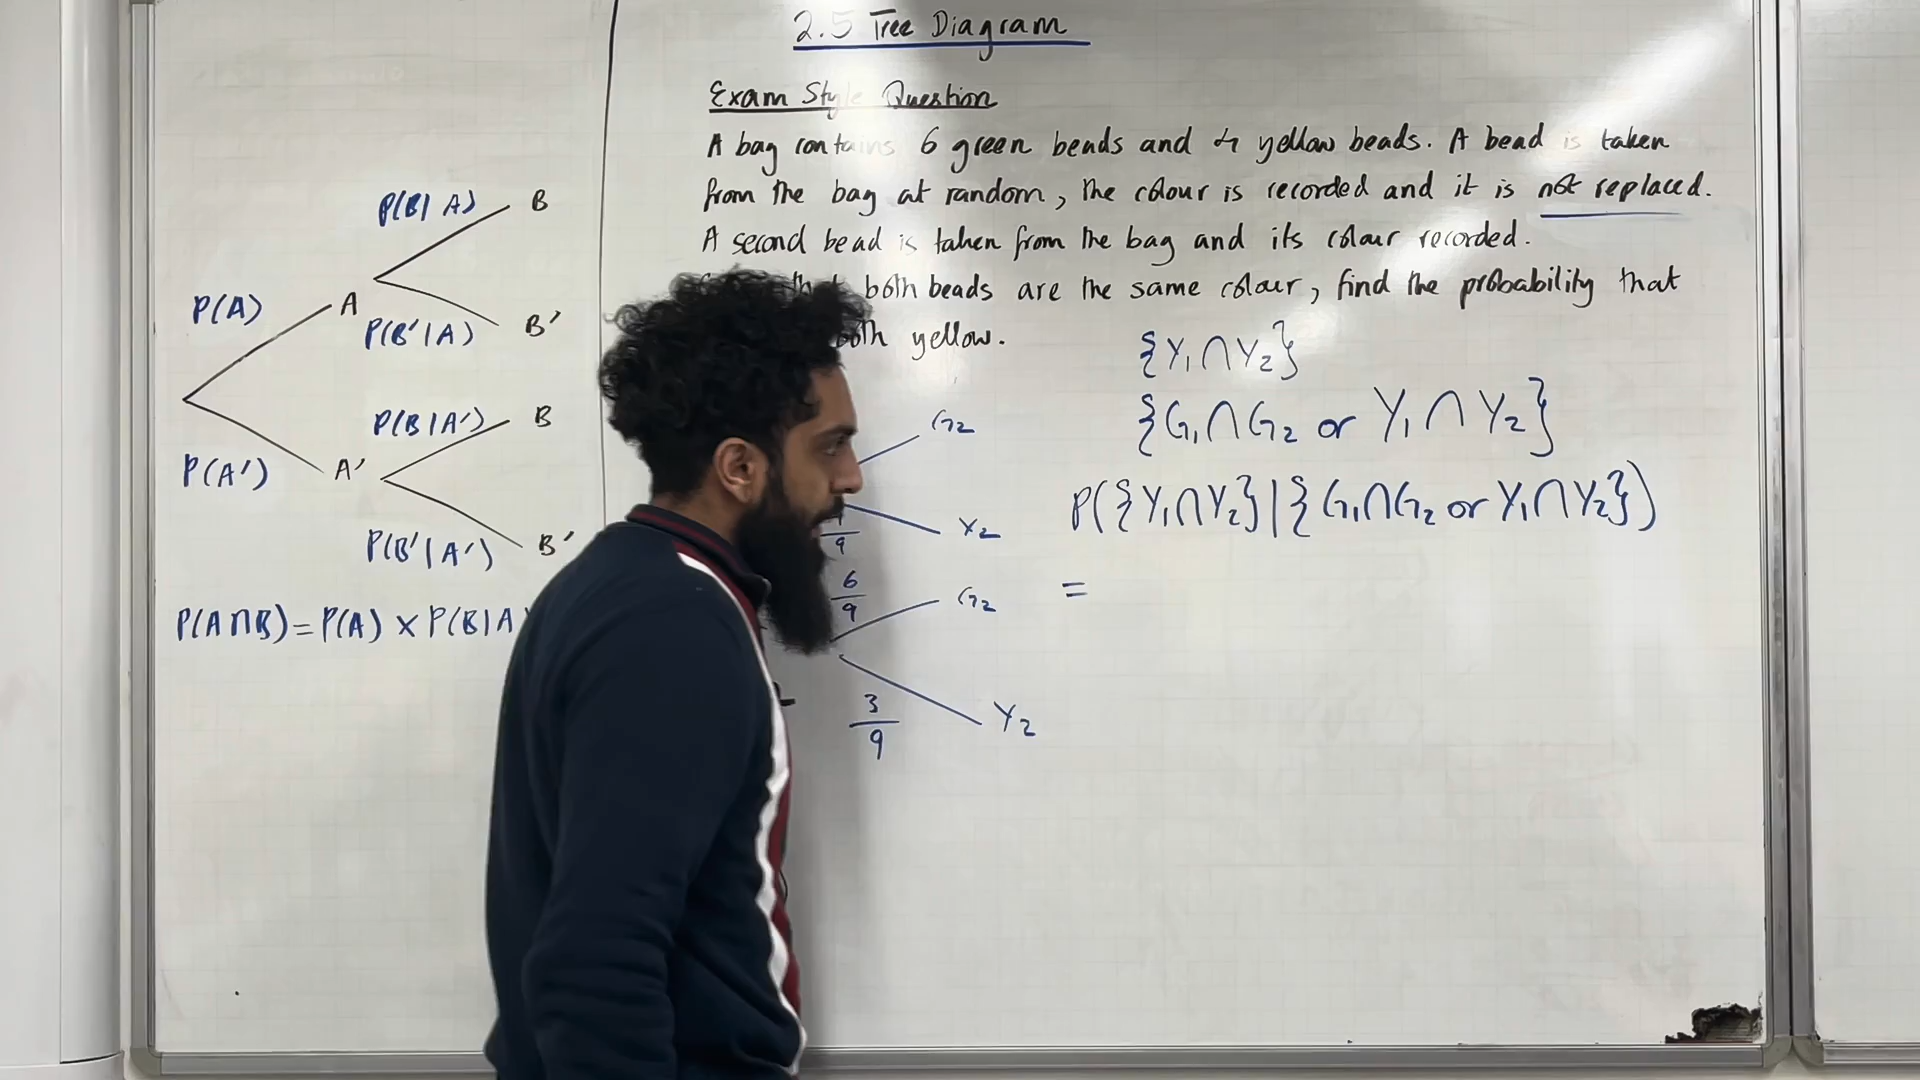 2.5 Tree Diagram
Exam Style Question
A bag contains 6 green beads and 4 yellow beads. A bead is taken
from the bag at random, the colour is recorded and it is not replaced.
A second bead is taken from the bag and its colour recorded.
both beads are the same colour, find the probability that
both yellow.
P(B|A)
B
P(A)
A
P(B'|A)
B'
P(B|A')
B
P(A')
A'
P(B'|A')
B'
P(A∩B)=P(A) × P(B|A
G2
9
Y2
6
9
G2
3
9
Y2
{Y1∩Y2}
{G1∩G2 or Y1∩Y2}
P({Y1∩Y2}|{G1∩G2 or Y1∩Y2})
=